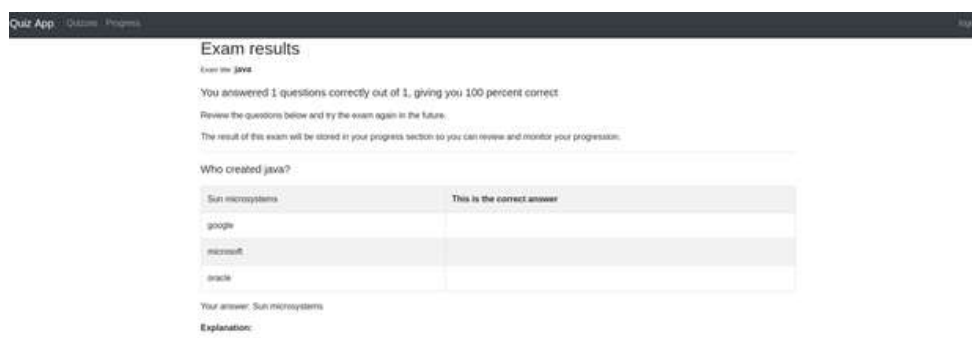 Quiz App Quizzes Progress
Exam results
Exam title: java
You answered 1 questions correctly out of 1, giving you 100 percent correct
Review the questions below and try the exam again in the future.
The result of this exam will be stored in your progress section so you can review and monitor your progression.
Who created java?
Sun microsystems This is the correct answer
google
microsoft
oracle
Your answer: Sun microsystems
Explanation: